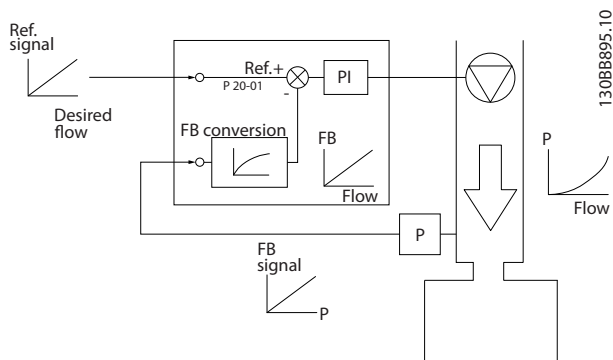 Ref.
signal
Desired
flow
Ref.+
P 20-01
-
PI
FB conversion
FB
Flow
P
FB
signal
P
P
Flow
130BB895.10